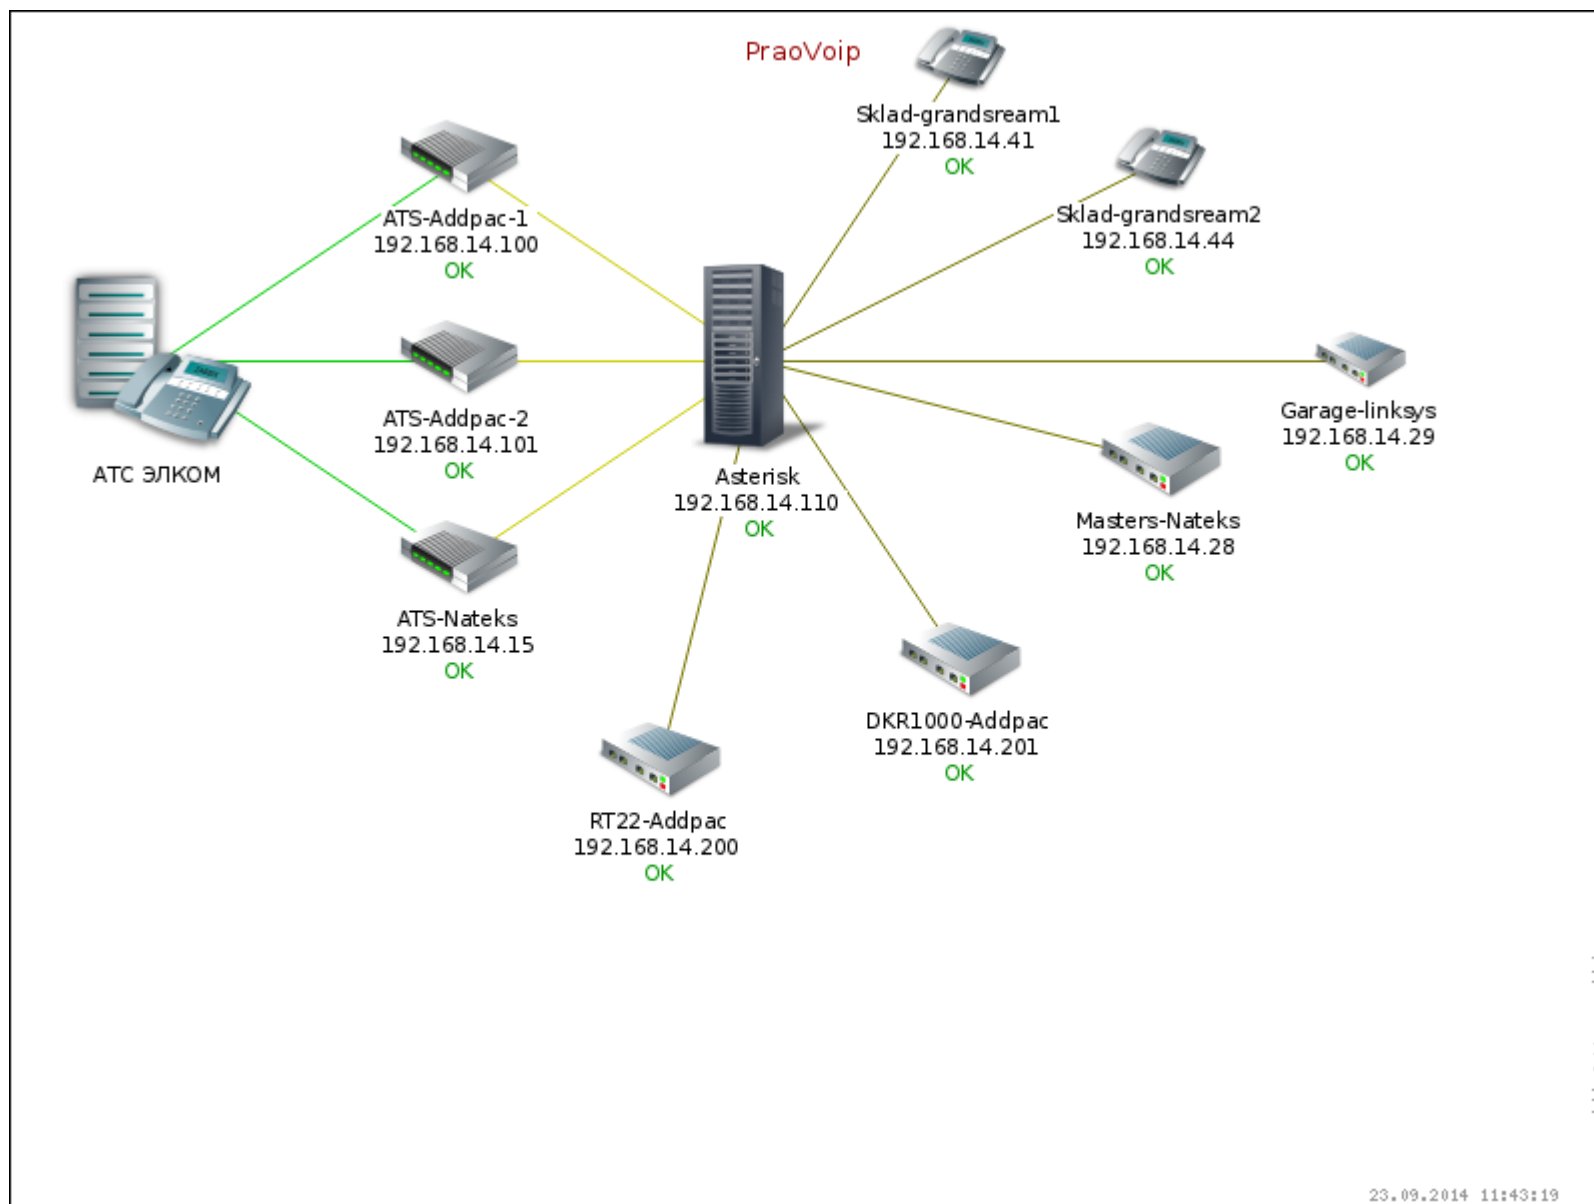 PraoVoip
Sklad-grandsream1
192.168.14.41
OK
Sklad-grandsream2
192.168.14.44
OK
ATS-Addpac-1
192.168.14.100
OK
ATS-Addpac-2
192.168.14.101
OK
АТС ЭЛКОМ
Asterisk
192.168.14.110
OK
Garage-linksys
192.168.14.29
OK
Masters-Nateks
192.168.14.28
OK
ATS-Nateks
192.168.14.15
OK
DKR1000-Addpac
192.168.14.201
OK
RT22-Addpac
192.168.14.200
OK
23.09.2014 11:43:19